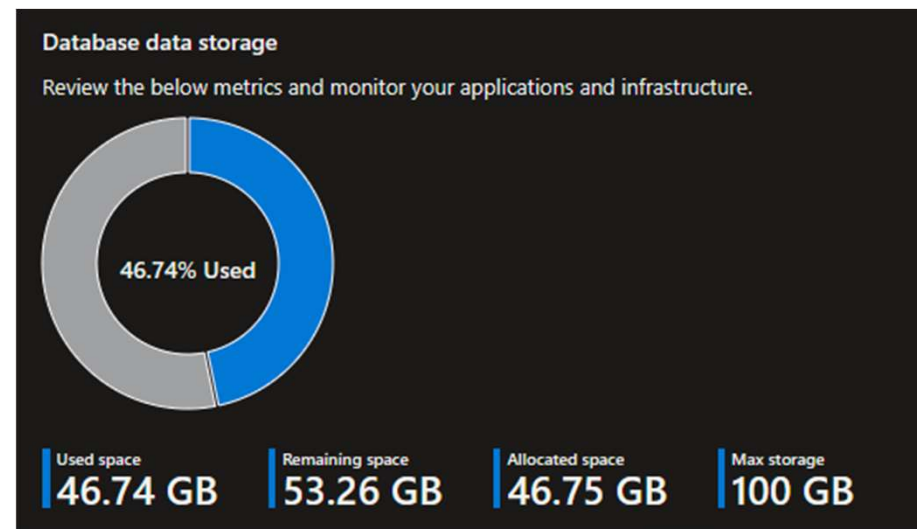 Database data storage
Review the below metrics and monitor your applications and infrastructure.
46.74% Used
Used space
46.74 GB
Remaining space
53.26 GB
Allocated space
46.75 GB
Max storage
100 GB